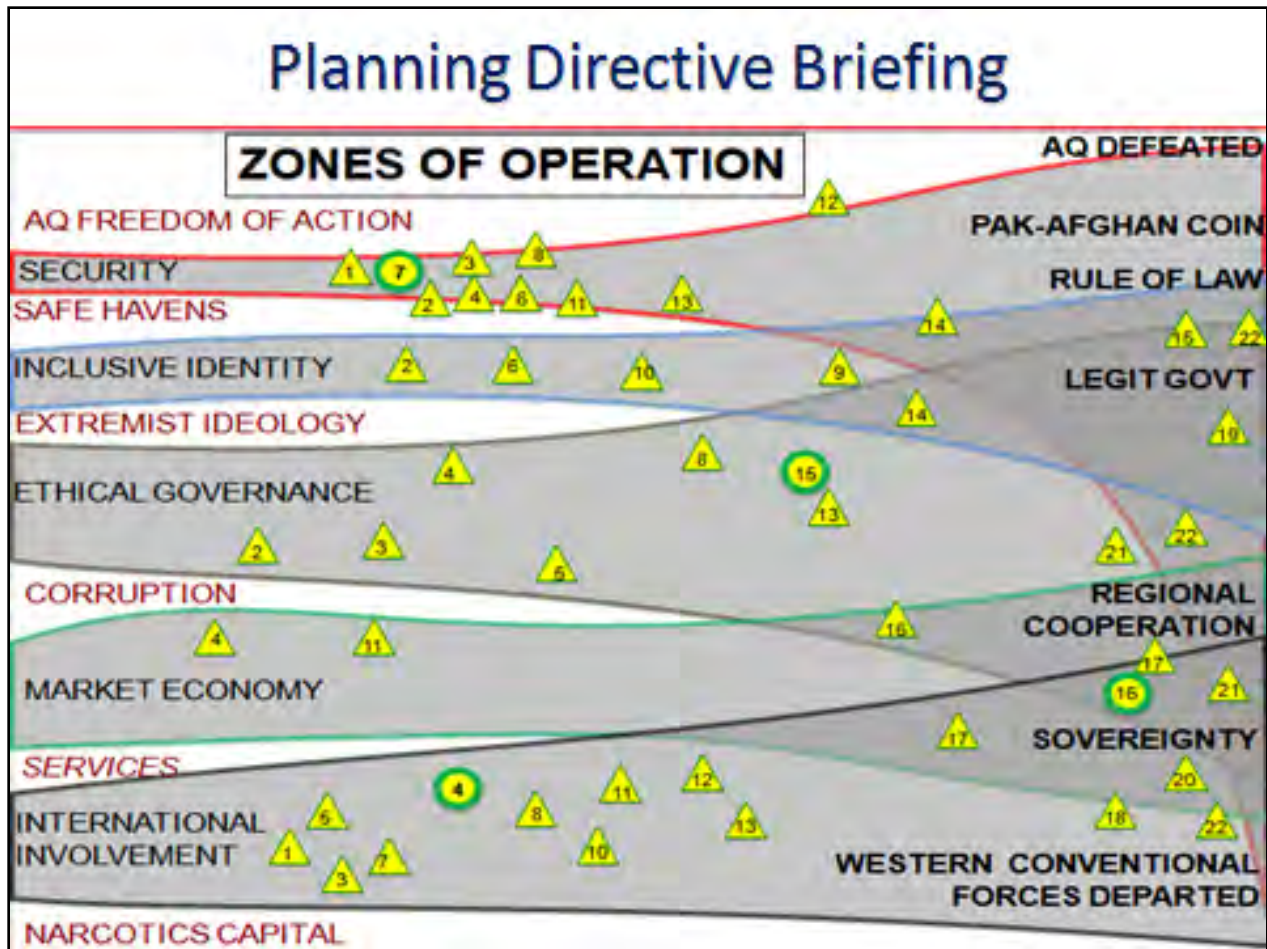 Planning Directive Briefing
ZONES OF OPERATION
AQ DEFEATED
12
AQ FREEDOM OF ACTION
PAK-AFGHAN COIN
8
3
SECURITY
1
7
RULE OF LAW
2
4
6
11
13
SAFE HAVENS
14
15
22
INCLUSIVE IDENTITY
2
6
10
9
LEGIT GOVT
14
EXTREMIST IDEOLOGY
19
4
8
15
ETHICAL GOVERNANCE
13
2
3
22
21
5
CORRUPTION
REGIONAL
COOPERATION
16
4
11
17
MARKET ECONOMY
16
21
17
SOVEREIGNTY
SERVICES
20
4
12
11
INTERNATIONAL
INVOLVEMENT
8
13
18
22
1
7
10
3
WESTERN CONVENTIONAL
FORCES DEPARTED
NARCOTICS CAPITAL